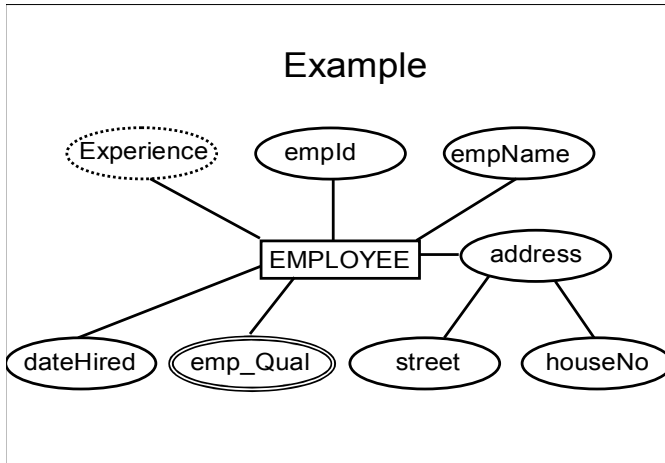 Example
Experience
empId
empName
EMPLOYEE
address
dateHired
emp_Qual
street
houseNo